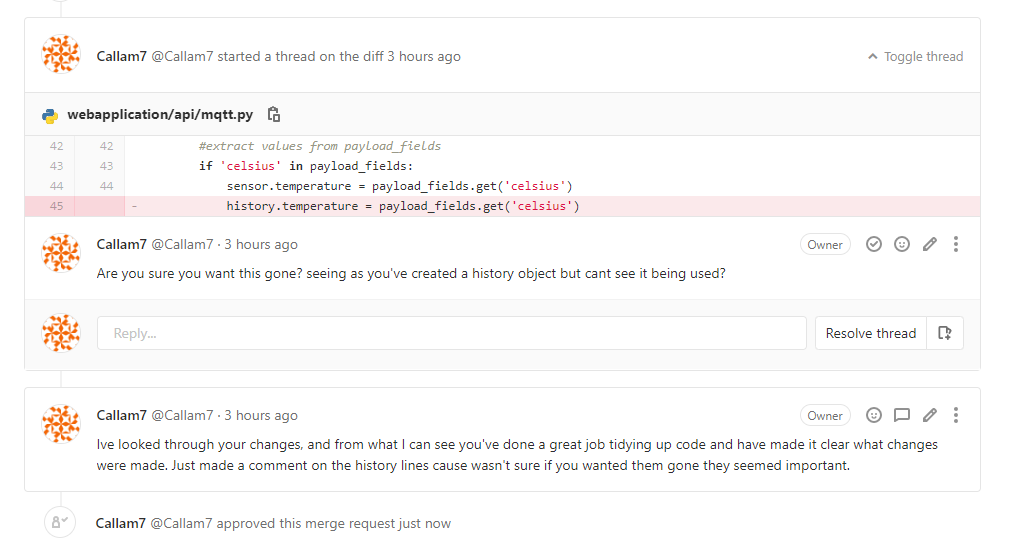 Callam7 @Callam7 started a thread on the diff 3 hours ago
Toggle thread
webapplication/api/mqtt.py
42 42 #extract values from payload_fields
43 43 if 'celsius' in payload_fields:
44 44 sensor.temperature = payload_fields.get('celsius')
45 - history.temperature = payload_fields.get('celsius')
Callam7 @Callam7 · 3 hours ago
Owner
Are you sure you want this gone? seeing as you've created a history object but cant see it being used?
Reply...
Resolve thread
Callam7 @Callam7 · 3 hours ago
Owner
Ive looked through your changes, and from what I can see you've done a great job tidying up code and have made it clear what changes
were made. Just made a comment on the history lines cause wasn't sure if you wanted them gone they seemed important.
Callam7 @Callam7 approved this merge request just now